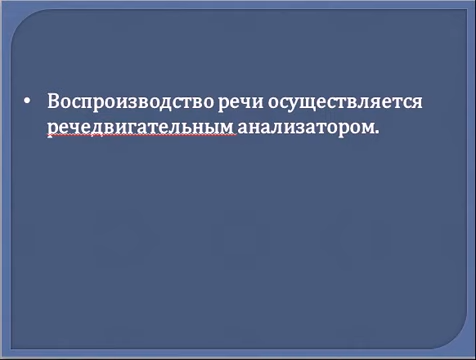 • Воспроизводство речи осуществляется
речедвигательным анализатором.